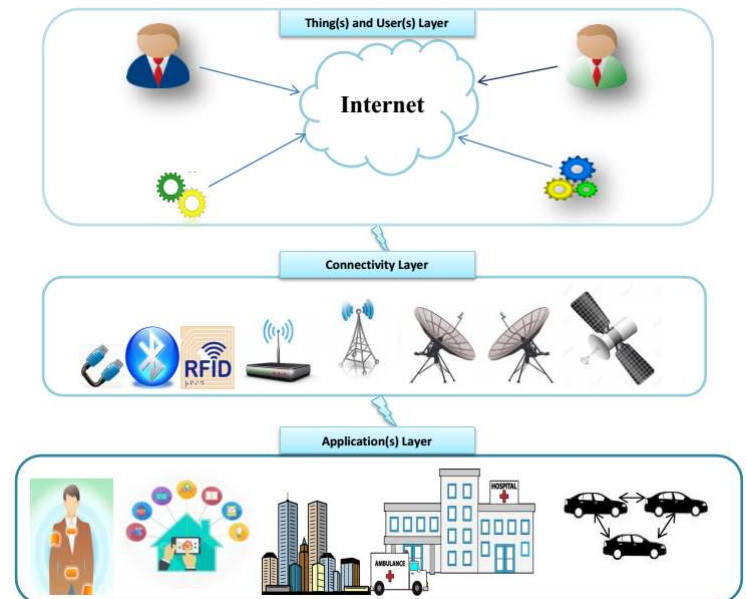 Thing(s) and User(s) Layer
Internet
Connectivity Layer
RFID
Application(s) Layer
HOSPITAL
AMBULANCE